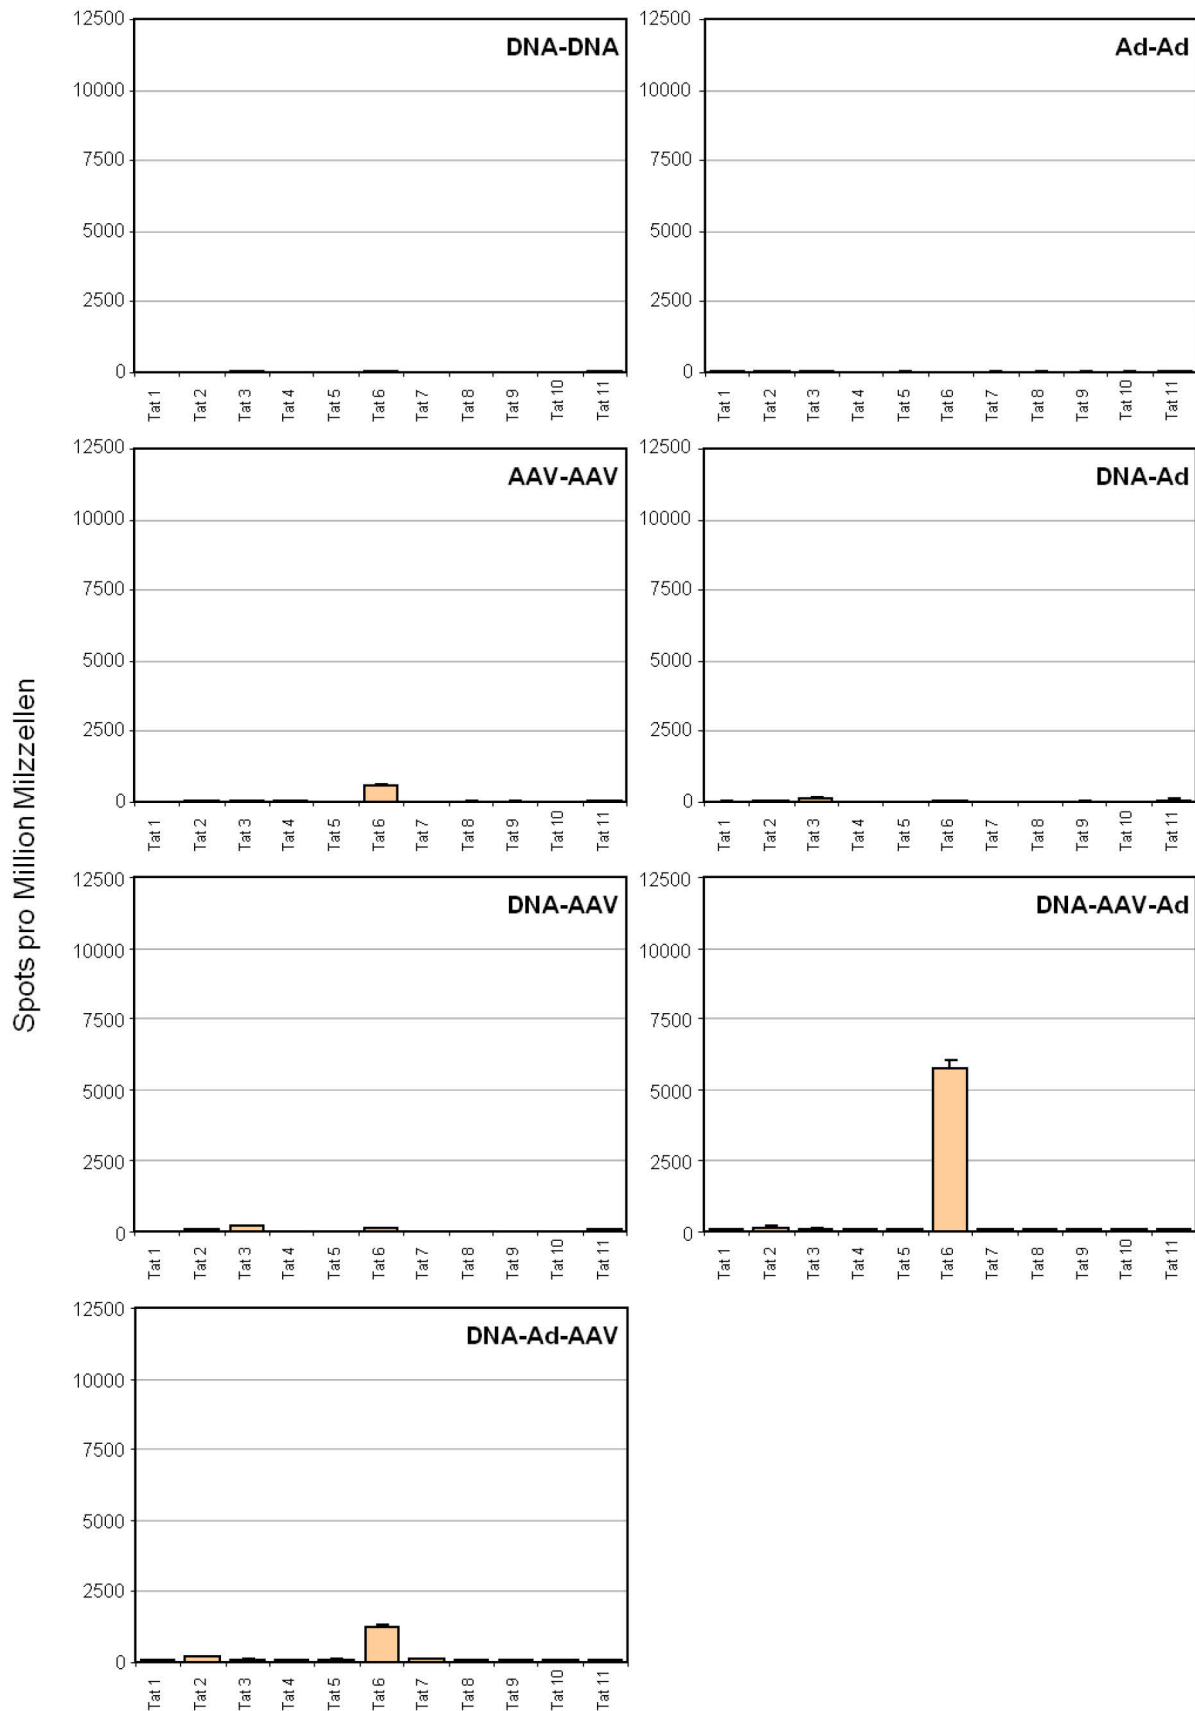 Spots pro Million Milzzellen
DNA-DNA
12500
10000
7500
5000
2500
0
Tat 1
Tat 2
Tat 3
Tat 4
Tat 5
Tat 6
Tat 7
Tat 8
Tat 9
Tat 10
Tat 11
Ad-Ad
12500
10000
7500
5000
2500
0
Tat 1
Tat 2
Tat 3
Tat 4
Tat 5
Tat 6
Tat 7
Tat 8
Tat 9
Tat 10
Tat 11
AAV-AAV
12500
10000
7500
5000
2500
0
Tat 1
Tat 2
Tat 3
Tat 4
Tat 5
Tat 6
Tat 7
Tat 8
Tat 9
Tat 10
Tat 11
DNA-Ad
12500
10000
7500
5000
2500
0
Tat 1
Tat 2
Tat 3
Tat 4
Tat 5
Tat 6
Tat 7
Tat 8
Tat 9
Tat 10
Tat 11
DNA-AAV
12500
10000
7500
5000
2500
0
Tat 1
Tat 2
Tat 3
Tat 4
Tat 5
Tat 6
Tat 7
Tat 8
Tat 9
Tat 10
Tat 11
DNA-AAV-Ad
12500
10000
7500
5000
2500
0
Tat 1
Tat 2
Tat 3
Tat 4
Tat 5
Tat 6
Tat 7
Tat 8
Tat 9
Tat 10
Tat 11
DNA-Ad-AAV
12500
10000
7500
5000
2500
0
Tat 1
Tat 2
Tat 3
Tat 4
Tat 5
Tat 6
Tat 7
Tat 8
Tat 9
Tat 10
Tat 11